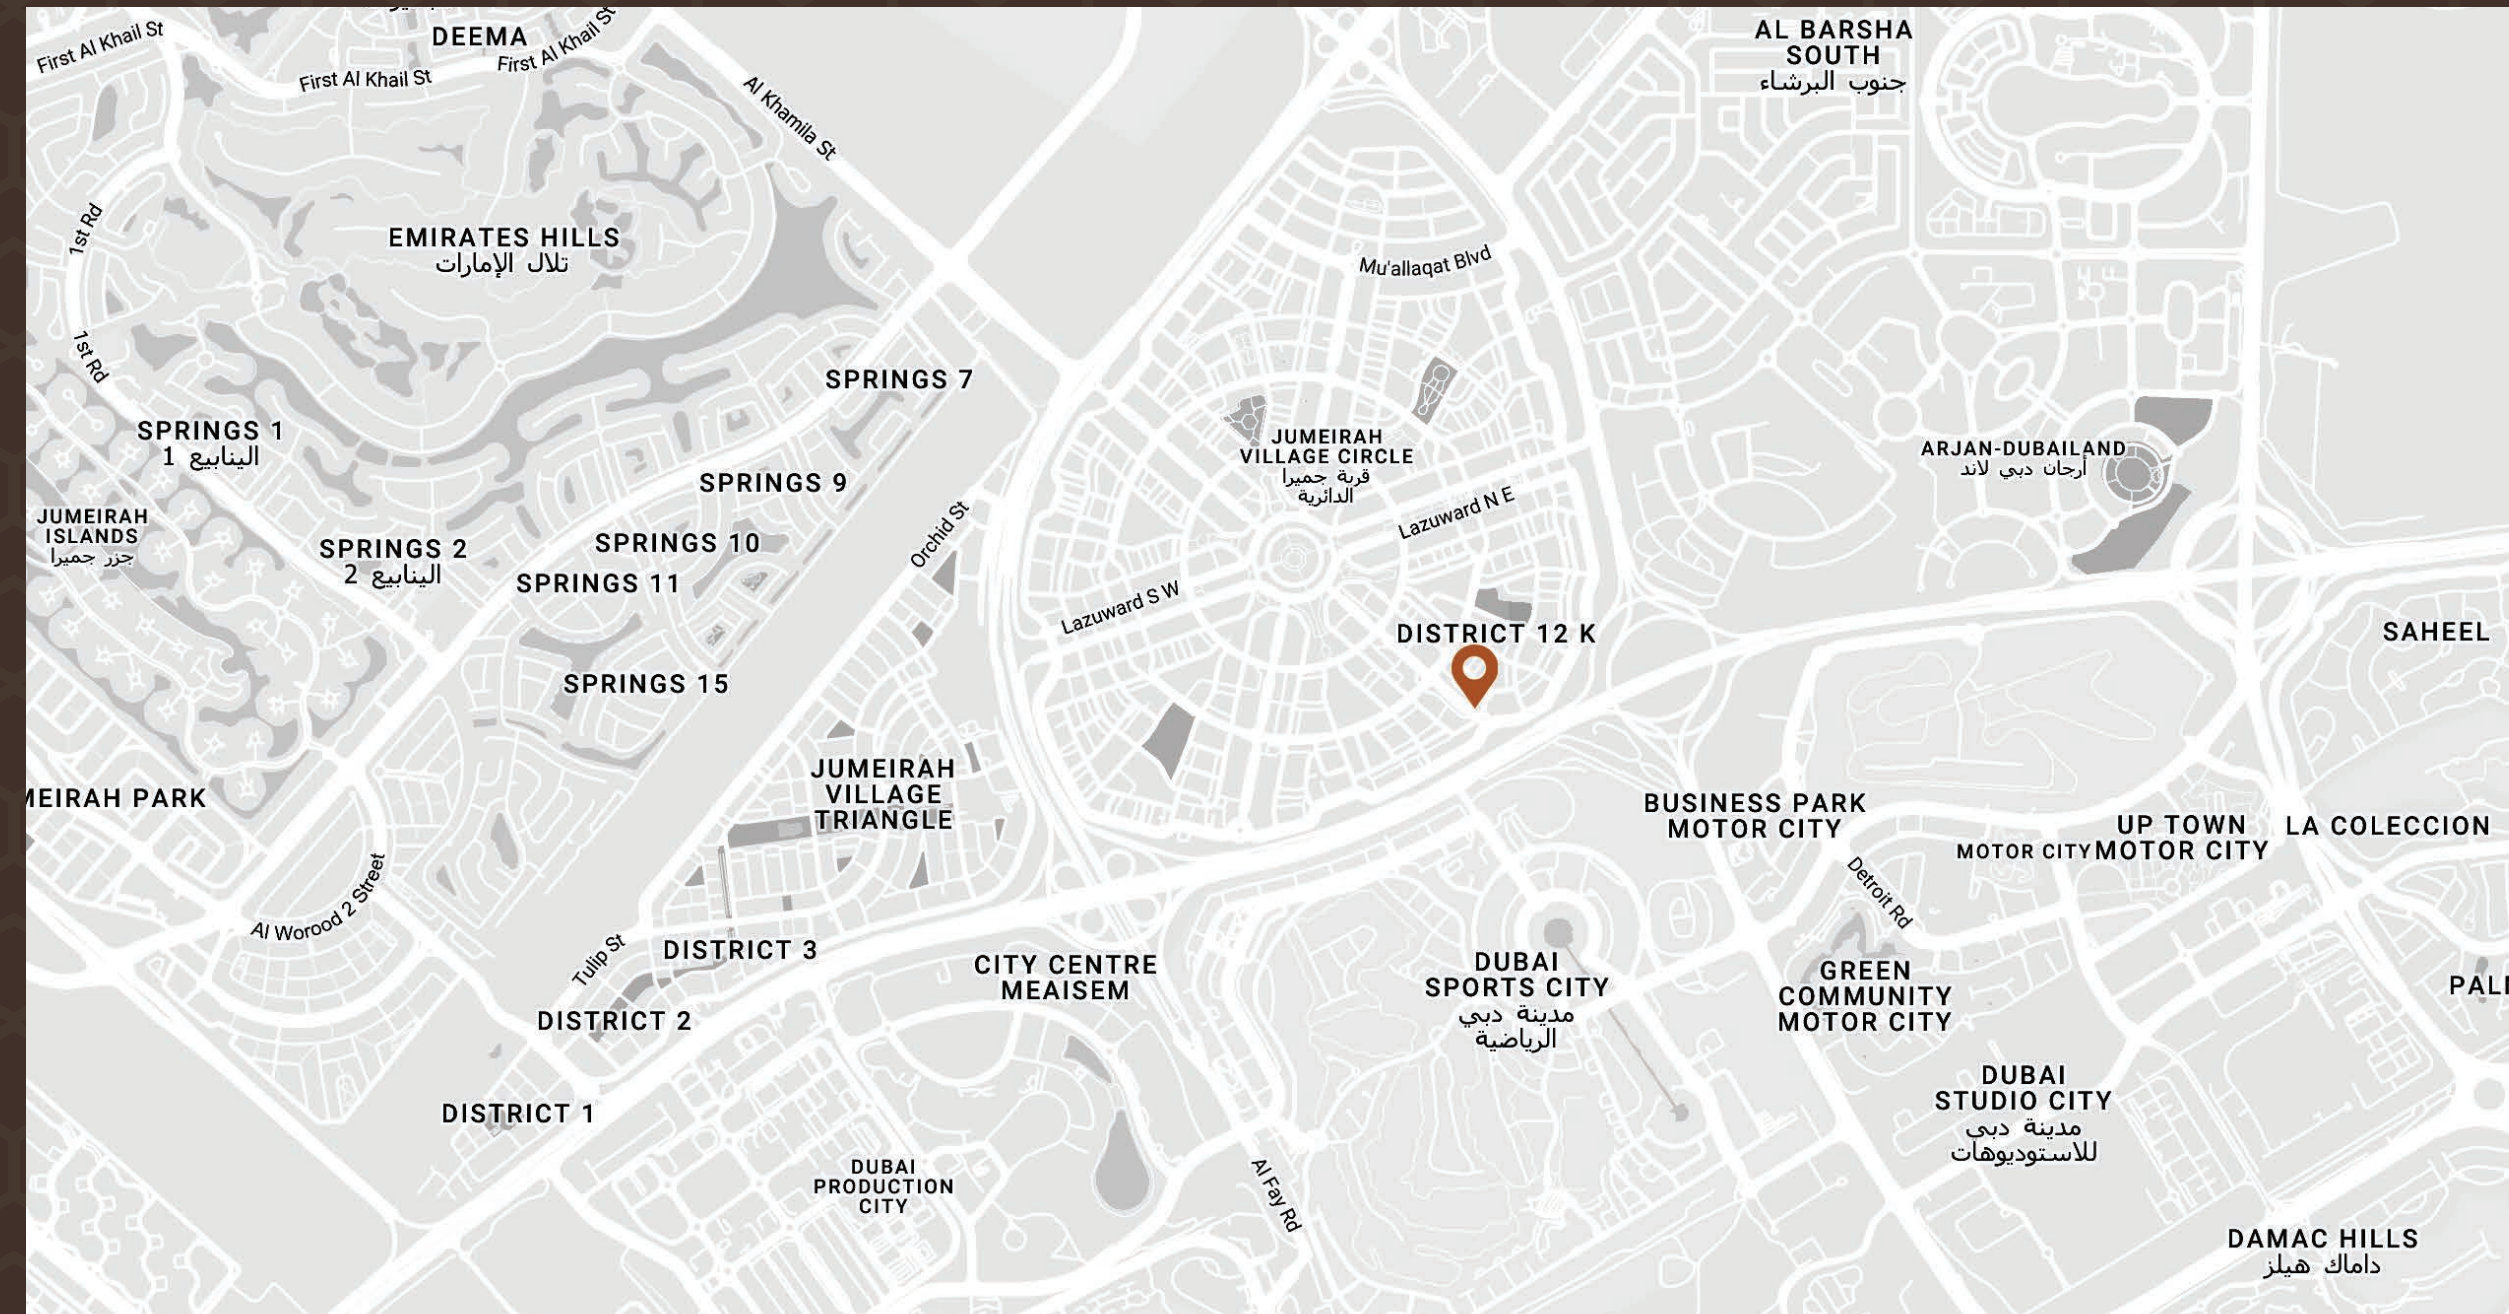 First Al Khail St
DEEMA
First Al Khail St
First Al Khail St
Al Khamila St
AL BARSHA
SOUTH
جنوب البرشاء
1st Rd
EMIRATES HILLS
تلال الإمارات
Mu'allaqat Blvd
1st Rd
SPRINGS 7
SPRINGS 1
الينابيع 1
JUMEIRAH
VILLAGE CIRCLE
قرية جميرا
الدائرية
ARJAN-DUBAILAND
أرجان دبي لاند
SPRINGS 9
JUMEIRAH
ISLANDS
جزر جميرا
Orchid St
Lazuward N E
SPRINGS 2
الينابيع 2
SPRINGS 10
SPRINGS 11
Lazuward S W
DISTRICT 12 K
SAHEEL
SPRINGS 15
JUMEIRAH
VILLAGE
TRIANGLE
MEIRAH PARK
BUSINESS PARK
MOTOR CITY
UP TOWN
MOTOR CITY
LA COLECCION
MOTOR CITY
Al Worood 2 Street
Detroit Rd
Tulip St
DISTRICT 3
CITY CENTRE
MEAISEM
DUBAI
SPORTS CITY
مدينة دبي
الرياضية
GREEN
COMMUNITY
MOTOR CITY
DISTRICT 2
DISTRICT 1
DUBAI
STUDIO CITY
مدينة دبي
للاستوديوهات
DUBAI
PRODUCTION
CITY
Al Fay Rd
DAMAC HILLS
داماك هيلز